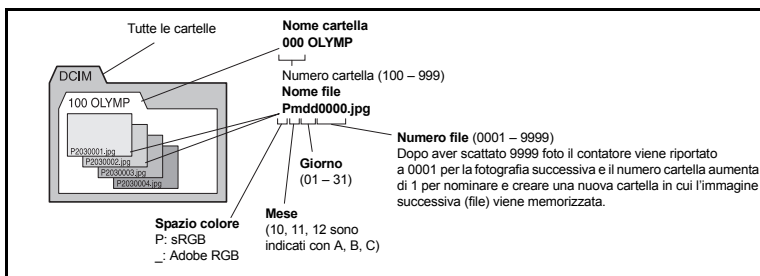 Tutte le cartelle
Nome cartella
000 OLYMP
Numero cartella (100 – 999)
DCIM
100 OLYMP
P2030001.jpg
P2030002.jpg
P2030003.jpg
P2030004.jpg
Nome file
Pmdd0000.jpg
Numero file (0001 – 9999)
Dopo aver scattato 9999 foto il contatore viene riportato
a 0001 per la fotografia successiva e il numero cartella aumenta
di 1 per nominare e creare una nuova cartella in cui l'immagine
successiva (file) viene memorizzata.
Giorno
(01 – 31)
Mese
(10, 11, 12 sono
indicati con A, B, C)
Spazio colore
P: sRGB
_: Adobe RGB